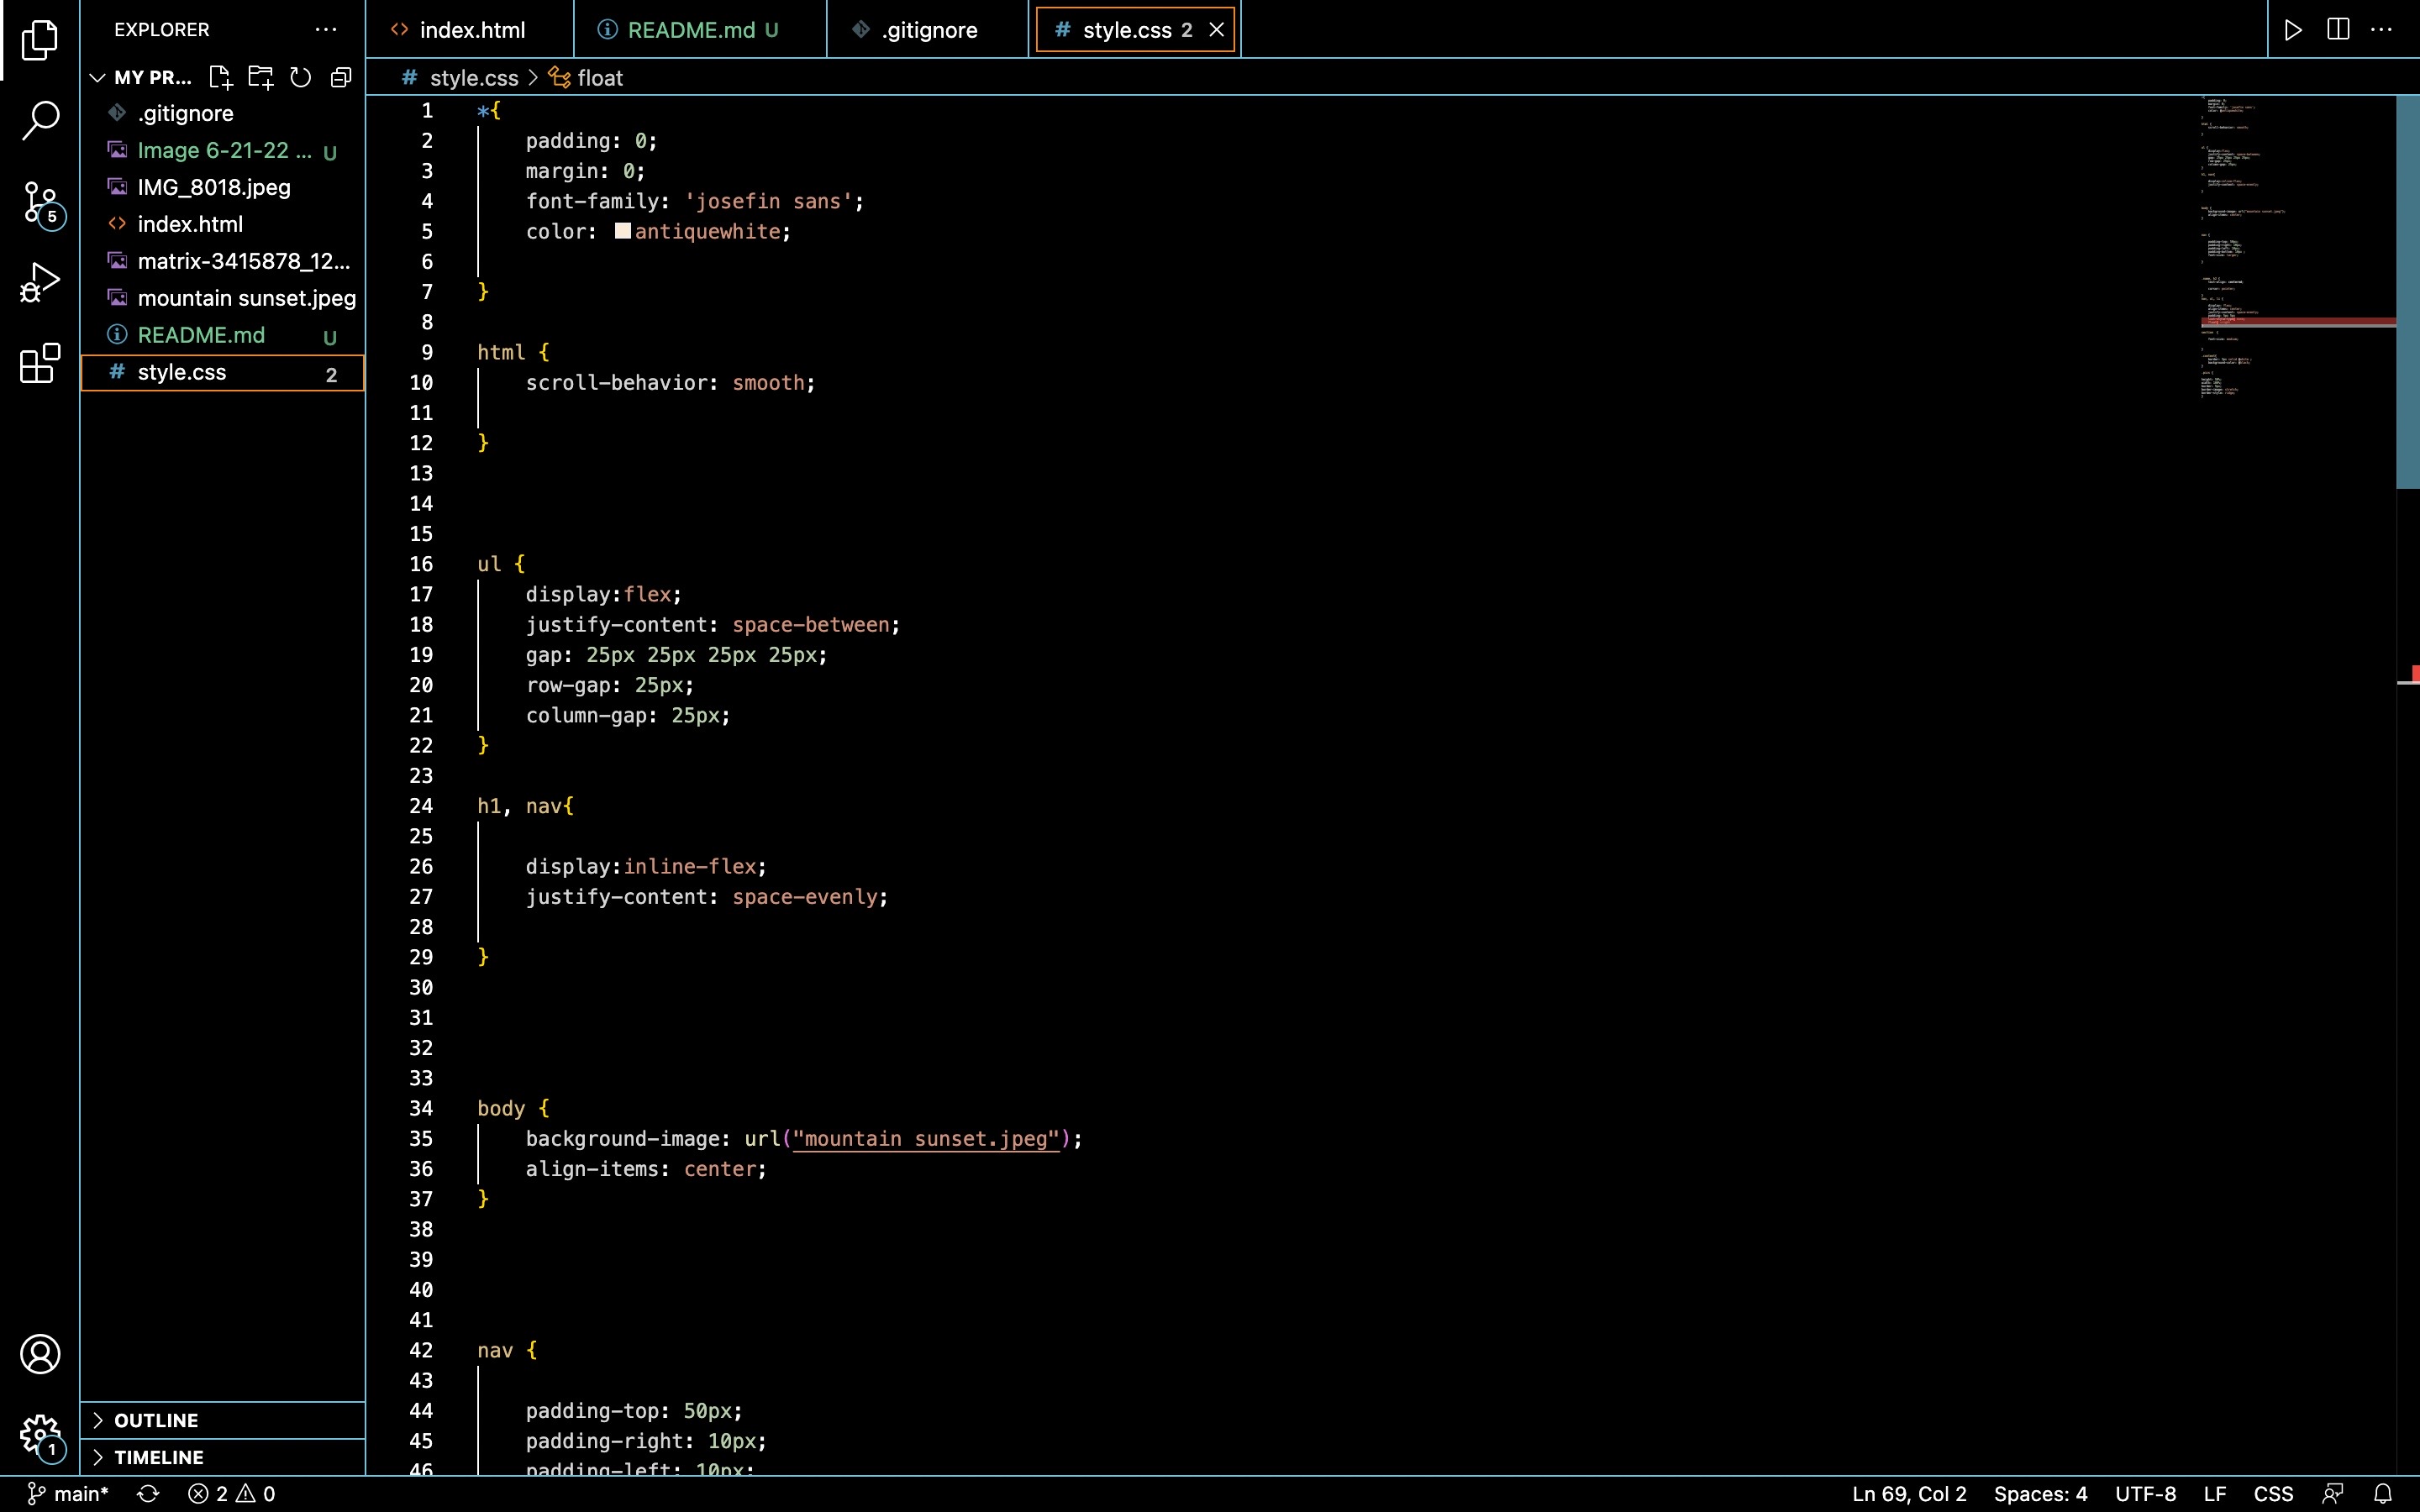 EXPLORER
MY PR...
.gitignore
Image 6-21-22 ... U
IMG_8018.jpeg
index.html
matrix-3415878_12...
mountain sunset.jpeg
README.md U
style.css 2
5
1
OUTLINE
TIMELINE
index.html
README.md U
.gitignore
# style.css 2
# style.css > float
1 *{
2 padding: 0;
3 margin: 0;
4 font-family: 'josefin sans';
5 color: antiquewhite;
6
7 }
8
9 html {
10 scroll-behavior: smooth;
11
12 }
13
14
15
16 ul {
17 display:flex;
18 justify-content: space-between;
19 gap: 25px 25px 25px 25px;
20 row-gap: 25px;
21 column-gap: 25px;
22 }
23
24 h1, nav{
25
26 display:inline-flex;
27 justify-content: space-evenly;
28
29 }
30
31
32
33
34 body {
35 background-image: url("mountain sunset.jpeg");
36 align-items: center;
37 }
38
39
40
41
42 nav {
43
44 padding-top: 50px;
45 padding-right: 10px;
46 padding-left: 10px;
main* 2 0
Ln 69, Col 2 Spaces: 4 UTF-8 LF CSS